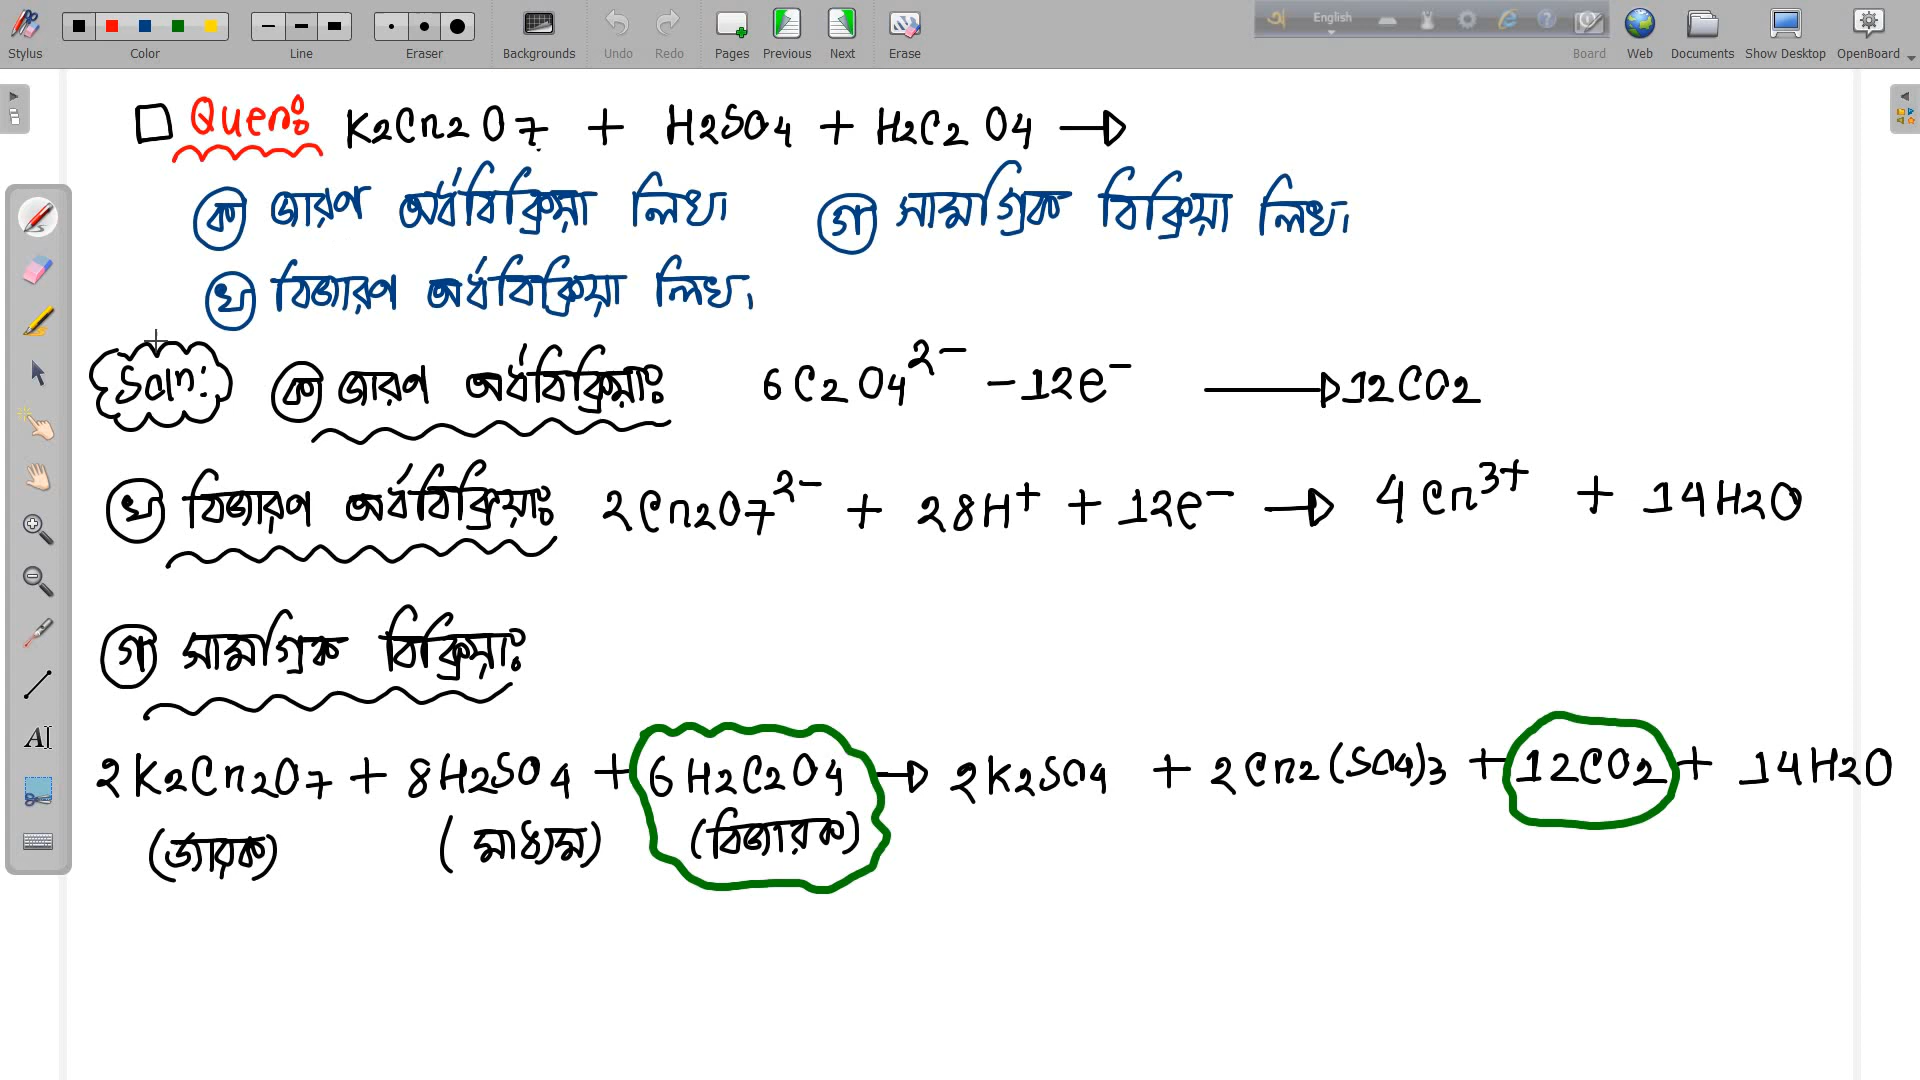 Stylus Color Line Eraser Backgrounds Undo Redo Pages Previous Next Erase English Board Web Documents Show Desktop OpenBoard
Quen: K2Cr2O7 + H2SO4 + H2C2O4 →
ক জারণ অর্ধবিক্রিয়া লিখ। গ সামগ্রিক বিক্রিয়া লিখ।
খ বিজারণ অর্ধবিক্রিয়া লিখ।
Soln: ক জারণ অর্ধবিক্রিয়াঃ 6C2O4²⁻ - 12e⁻ → 12CO2
খ বিজারণ অর্ধবিক্রিয়াঃ 2Cr2O7²⁻ + 28H⁺ + 12e⁻ → 4Cr³⁺ + 14H2O
গ সামগ্রিক বিক্রিয়াঃ
2K2Cr2O7 + 8H2SO4 + 6H2C2O4 → 2K2SO4 + 2Cr2(SO4)3 + 12CO2 + 14H2O
(জারক) (মাধ্যম) (বিজারক)